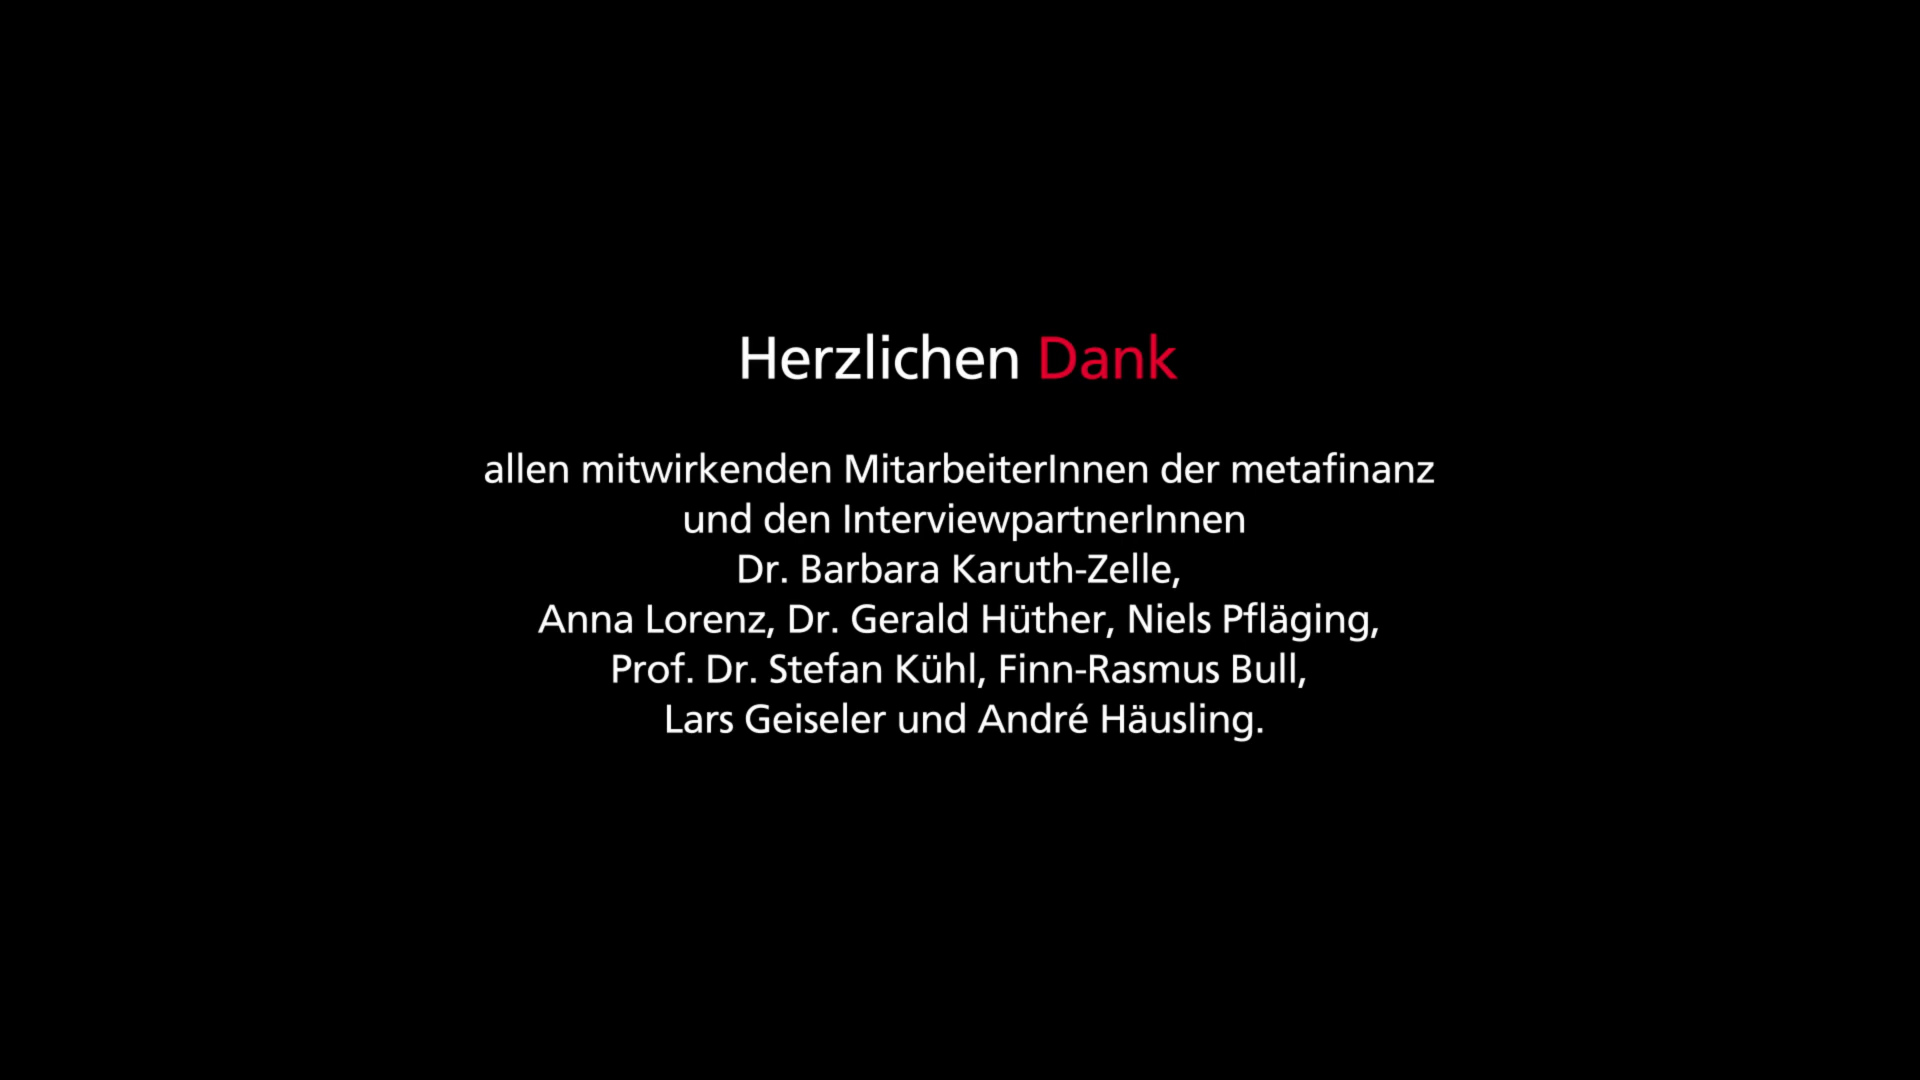 Herzlichen Dank
allen mitwirkenden MitarbeiterInnen der metafinanz
und den InterviewpartnerInnen
Dr. Barbara Karuth-Zelle,
Anna Lorenz, Dr. Gerald Hüther, Niels Pfläging,
Prof. Dr. Stefan Kühl, Finn-Rasmus Bull,
Lars Geiseler und André Häusling.